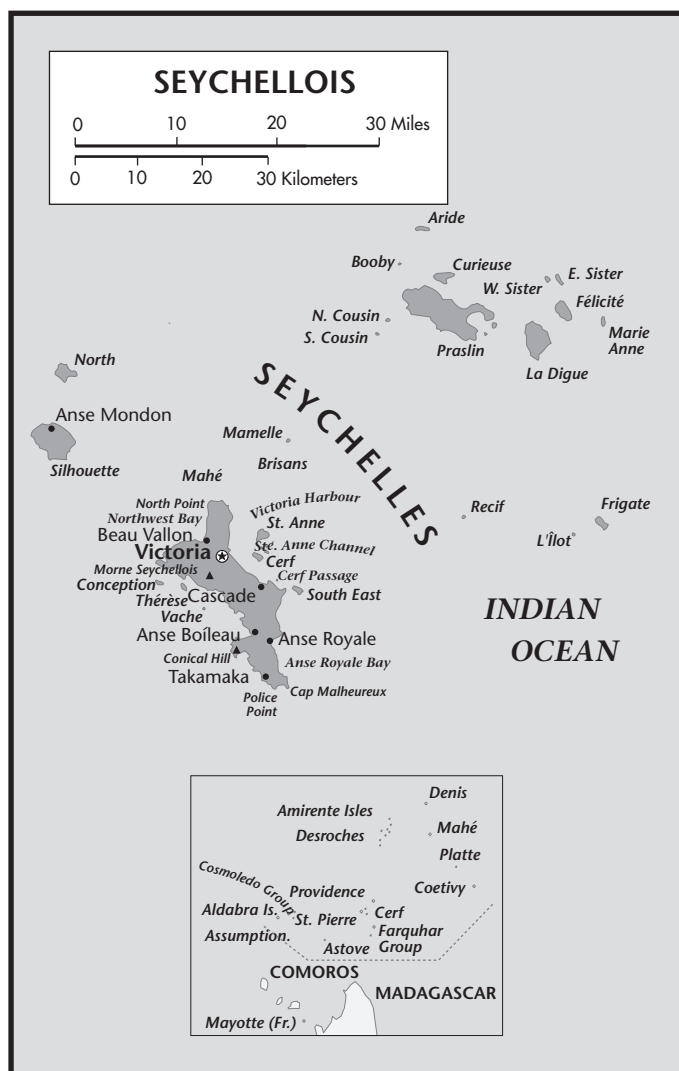 SEYCHELLOIS
0 10 20 30 Miles
0 10 20 30 Kilometers
Aride
Booby
Curieuse
E. Sister
W. Sister
Félicité
N. Cousin
S. Cousin
Marie
Anne
Praslin
La Digue
North
SEYCHELLES
Anse Mondon
Mamelle
Silhouette
Brisans
Mahé
North Point
Victoria Harbour
Recif
Frigate
Northwest Bay
St. Anne
Beau Vallon
L'Îlot
Victoria
Ste. Anne Channel
Cerf
Morne Seychellois
Cerf Passage
Conception
Cascade
South East
Thérèse
Vache
INDIAN
OCEAN
Anse Boíleau
Anse Royale
Conical Hill
Anse Royale Bay
Takamaka
Cap Malheureux
Police
Point
Denis
Amirente Isles
Desroches
Mahé
Platte
Cosmoledo Group
Providence
Coetivy
Aldabra Is.
St. Pierre
Cerf
Assumption.
Farquhar
Group
Astove
COMOROS
MADAGASCAR
Mayotte (Fr.)